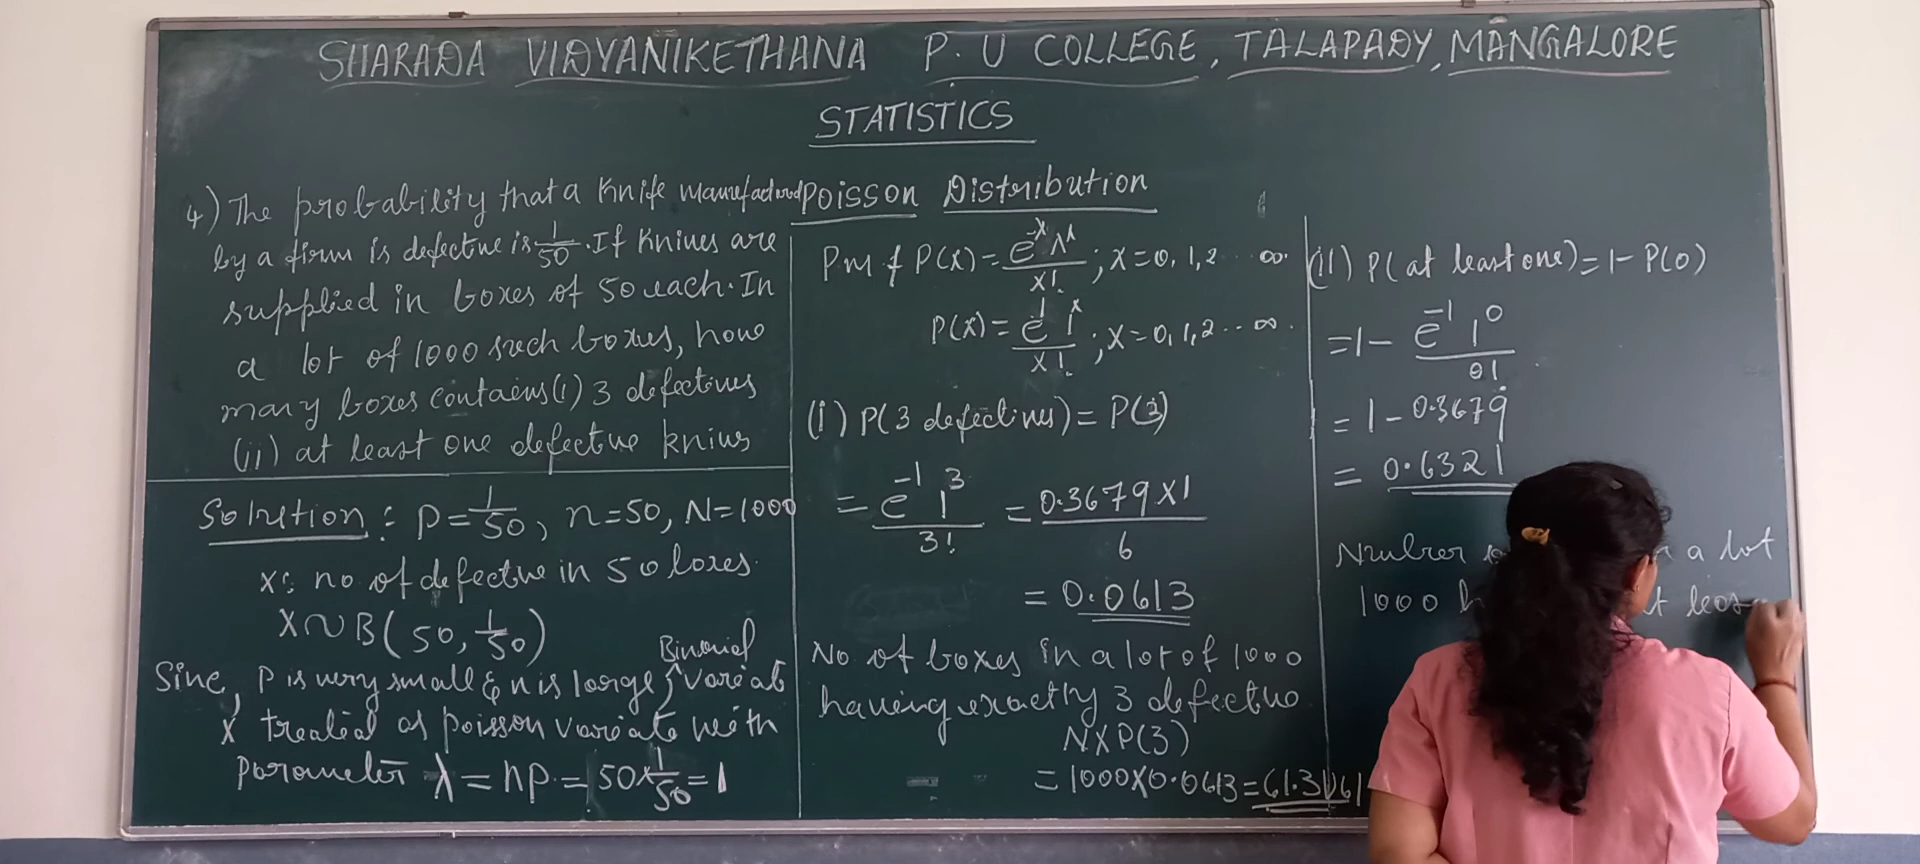 SHARADA VIDYANIKETHANA P.U COLLEGE, TALAPADY, MANGALORE
STATISTICS
4) The probability that a Knife manufactured
by a firm is defective is 1/50. If Knives are
supplied in boxes of 50 each. In
a lot of 1000 such boxes, how
many boxes contains (i) 3 defectives
(ii) at least one defective knives
Solution: P=1/50, n=50, N=1000
X: no of defective in 50 boxes.
X~B(50, 1/50)
Binomial
Since, P is very small & n is large, variat
X treated as poisson variate with
Parameter λ = np = 50×1/50 = 1
POISSON Distribution
Pmf P(X) = e^-λ λ^x / x! ; x=0, 1, 2 ... ∞.
P(x) = e^-1 1^x / x! ; x=0, 1, 2 ... ∞.
(i) P(3 defectives) = P(3)
= e^-1 1^3 / 3! = 0.3679 X 1 / 6
= 0.0613
No of boxes in a lot of 1000
having exactly 3 defective
NXP(3)
= 1000X0.0613 = 61.3 61
(ii) P(at least one) = 1- P(0)
= 1 - e^-1 1^0 / 0!
= 1 - 0.3679
= 0.6321
Number a lot
1000